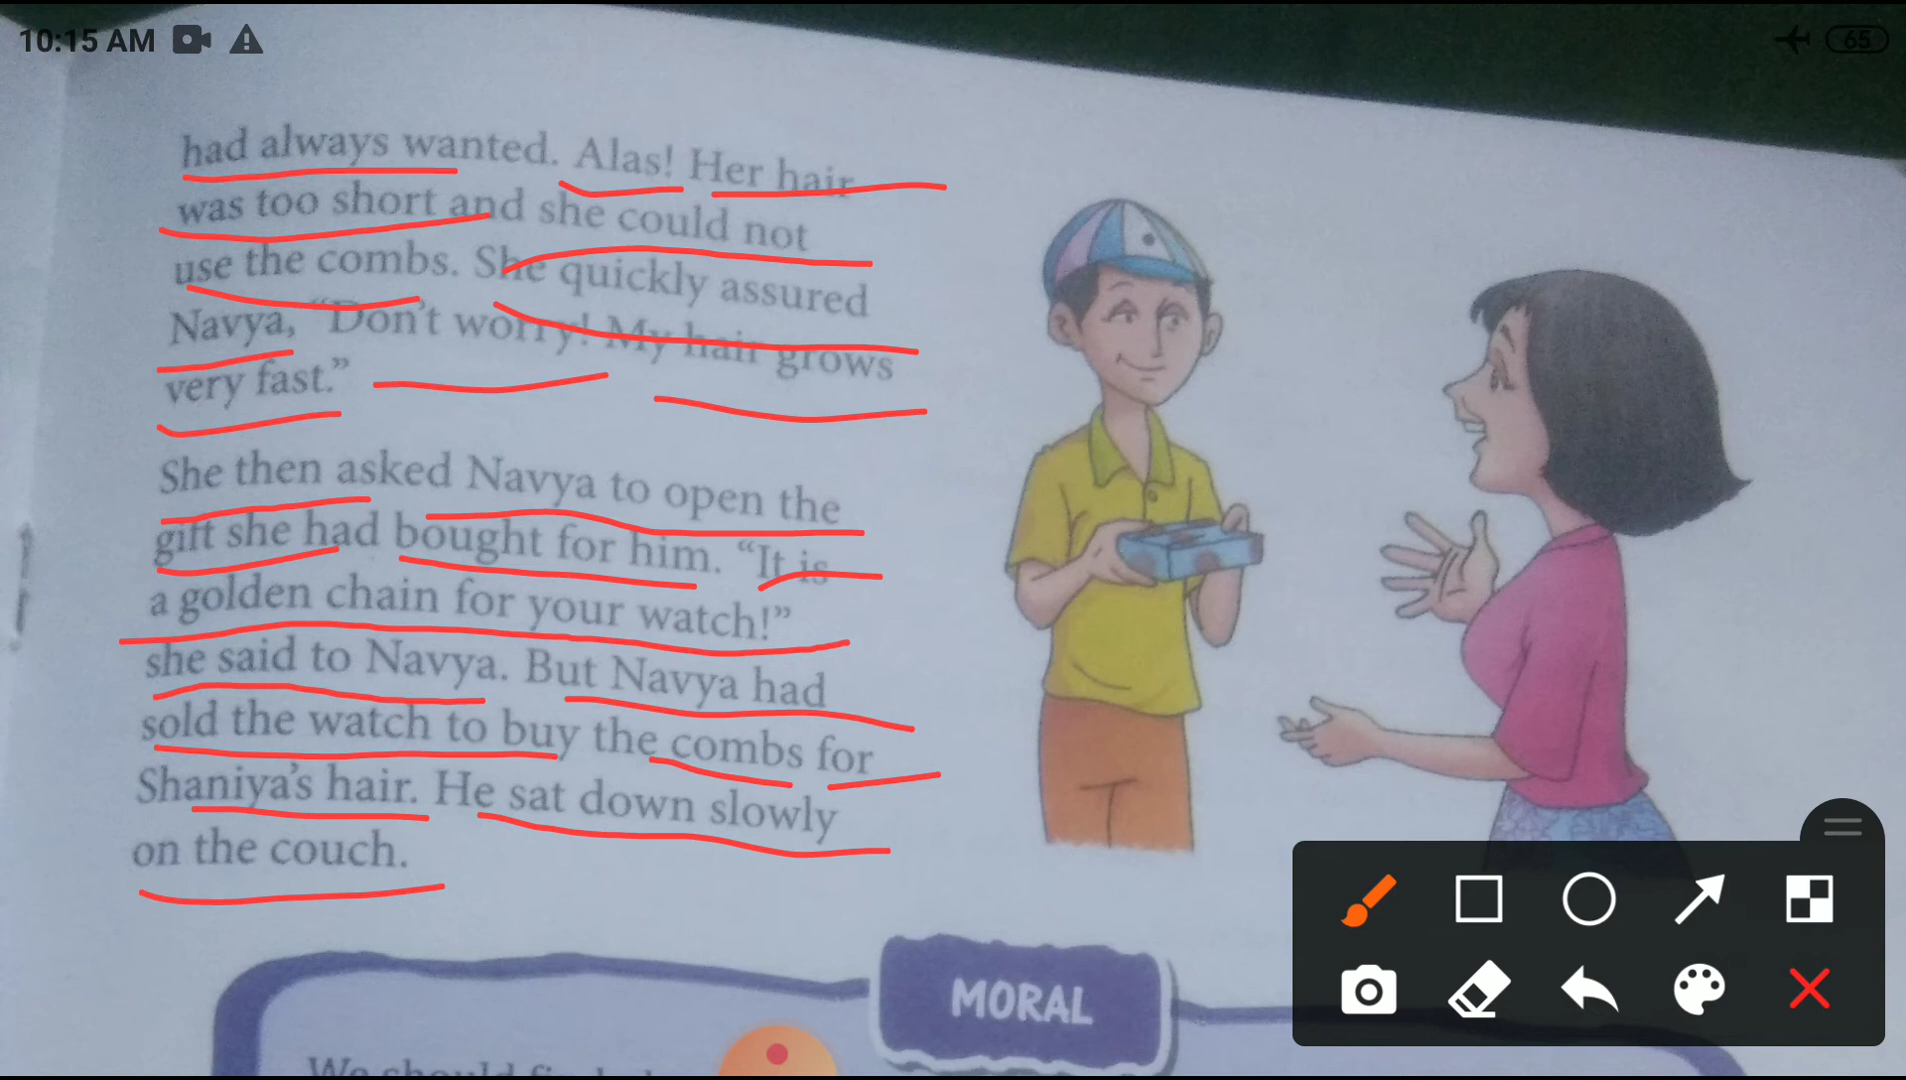 10:15 AM
65
had always wanted. Alas! Her hair
was too short and she could not
use the combs. She quickly assured
Navya, “Don’t worry! My hair grows
very fast.”
She then asked Navya to open the
gift she had bought for him. “It is
a golden chain for your watch!”
she said to Navya. But Navya had
sold the watch to buy the combs for
Shaniya’s hair. He sat down slowly
on the couch.
MORAL
We should